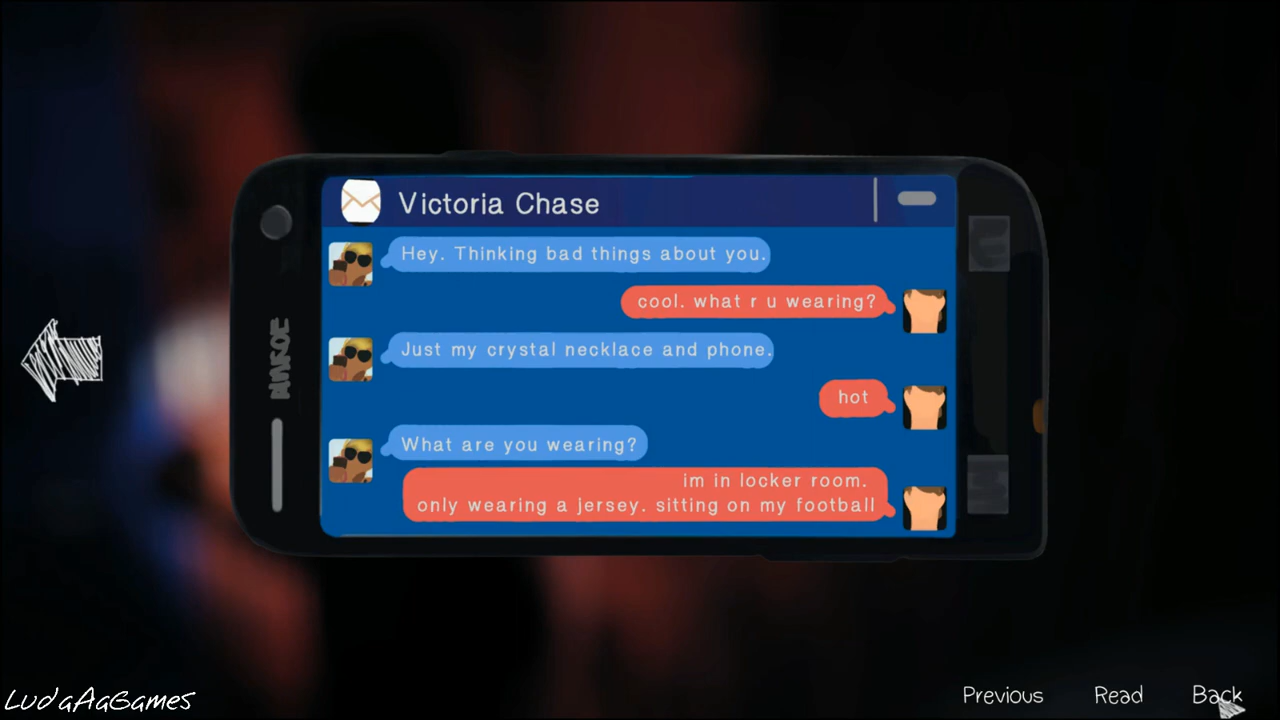 Victoria Chase
Hey. Thinking bad things about you.
cool. what r u wearing?
Just my crystal necklace and phone.
hot
What are you wearing?
im in locker room.
only wearing a jersey. sitting on my football
LudaAaGames
Previous
Read
Back